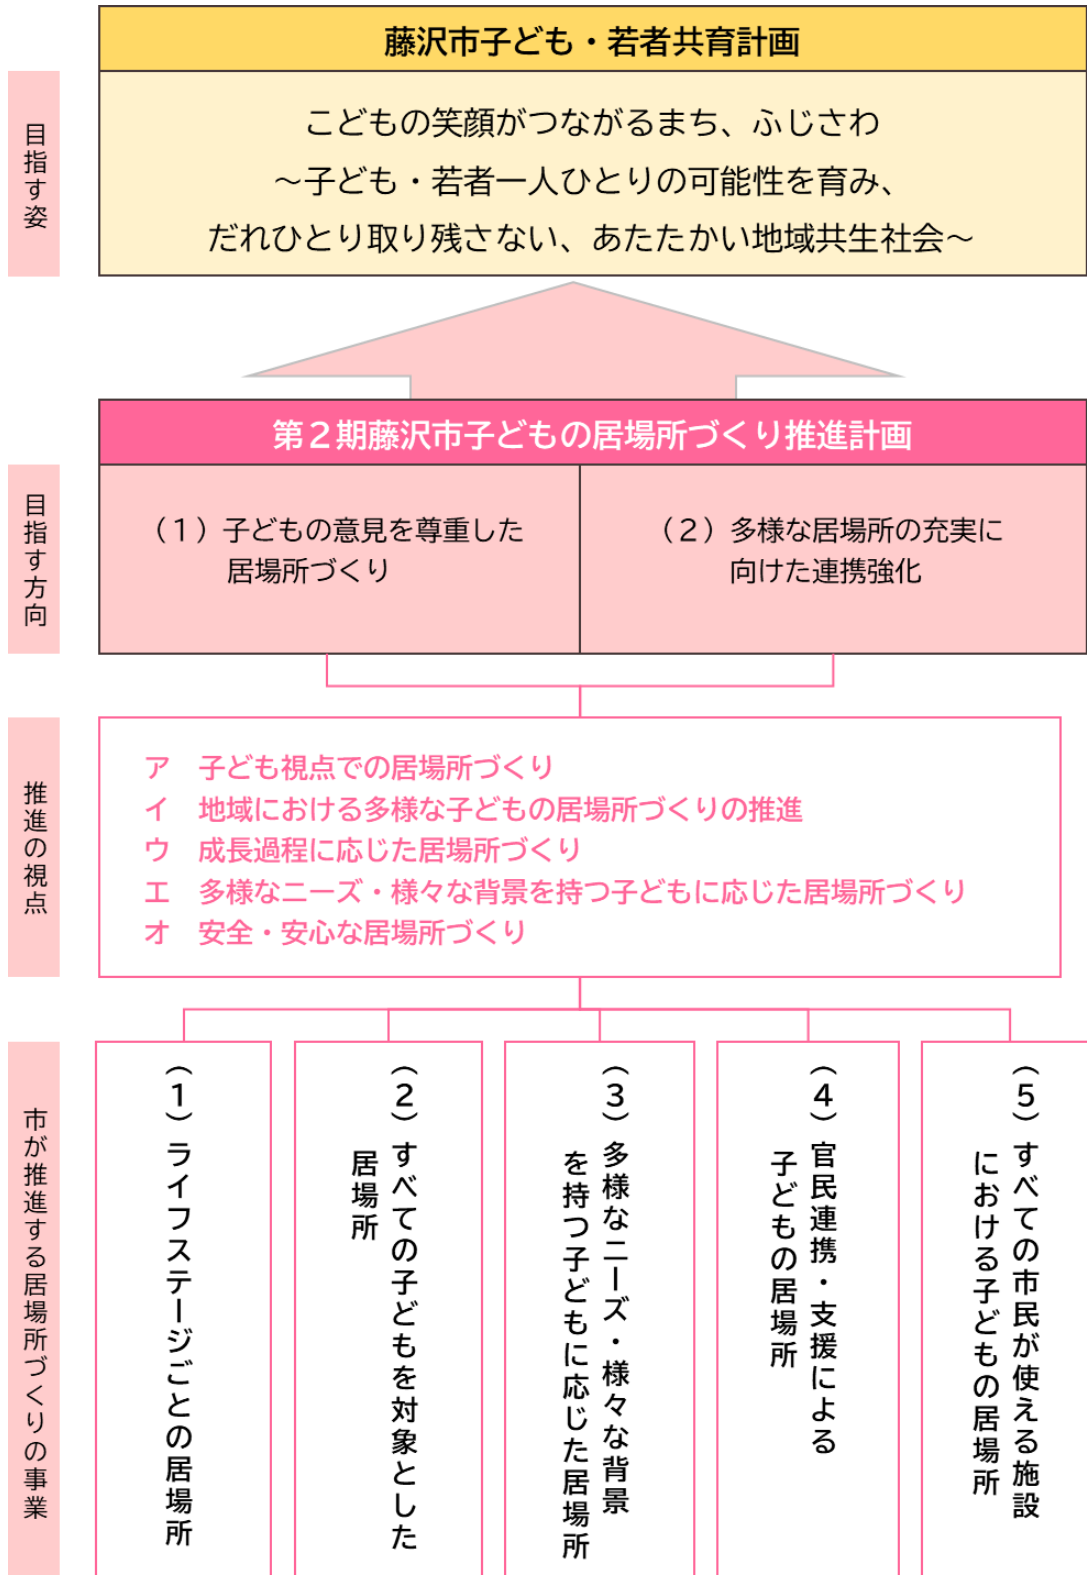 藤沢市子ども・若者共育計画
目指す姿
こどもの笑顔がつながるまち、ふじさわ
～子ども・若者一人ひとりの可能性を育み、
だれひとり取り残さない、あたたかい地域共生社会～
第２期藤沢市子どもの居場所づくり推進計画
目指す方向
（１）子どもの意見を尊重した
居場所づくり
（２）多様な居場所の充実に
向けた連携強化
推進の視点
ア　子ども視点での居場所づくり
イ　地域における多様な子どもの居場所づくりの推進
ウ　成長過程に応じた居場所づくり
エ　多様なニーズ・様々な背景を持つ子どもに応じた居場所づくり
オ　安全・安心な居場所づくり
市が推進する居場所づくりの事業
（１）ライフステージごとの居場所
（２）すべての子どもを対象とした
居場所
（３）多様なニーズ・様々な背景
を持つ子どもに応じた居場所
（４）官民連携・支援による
子どもの居場所
（５）すべての市民が使える施設
における子どもの居場所